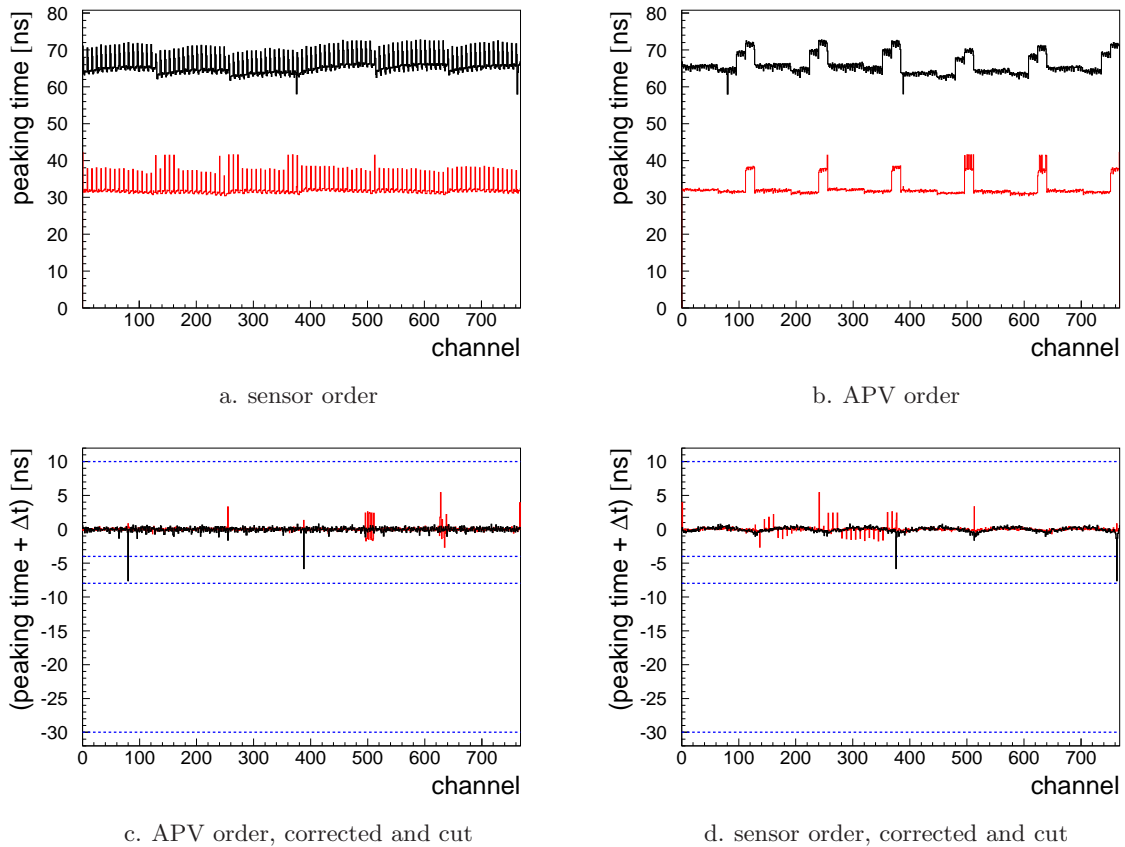 80
70
60
50
40
30
20
10
0
peaking time [ns]
100 200 300 400 500 600 700
channel
a. sensor order
80
70
60
50
40
30
20
10
0
peaking time [ns]
0 100 200 300 400 500 600 700
channel
b. APV order
10
5
0
-5
-10
-15
-20
-25
-30
(peaking time + Δt) [ns]
0 100 200 300 400 500 600 700
channel
c. APV order, corrected and cut
10
5
0
-5
-10
-15
-20
-25
-30
(peaking time + Δt) [ns]
100 200 300 400 500 600 700
channel
d. sensor order, corrected and cut